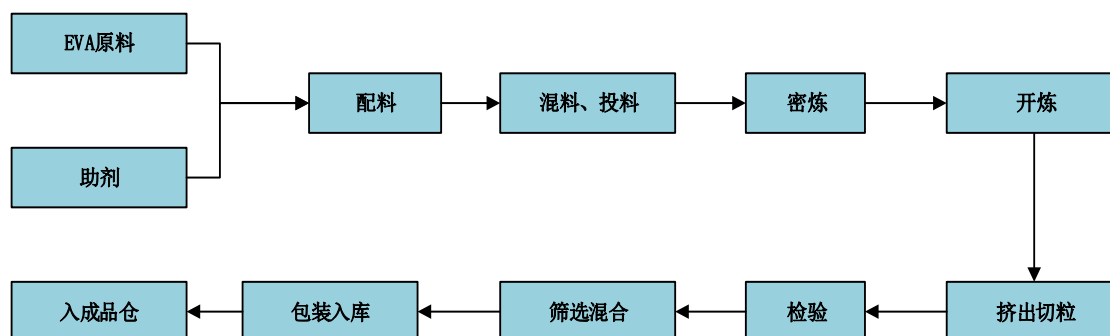 EVA原料
助剂
配料
混料、投料
密炼
开炼
挤出切粒
检验
筛选混合
包装入库
入成品仓